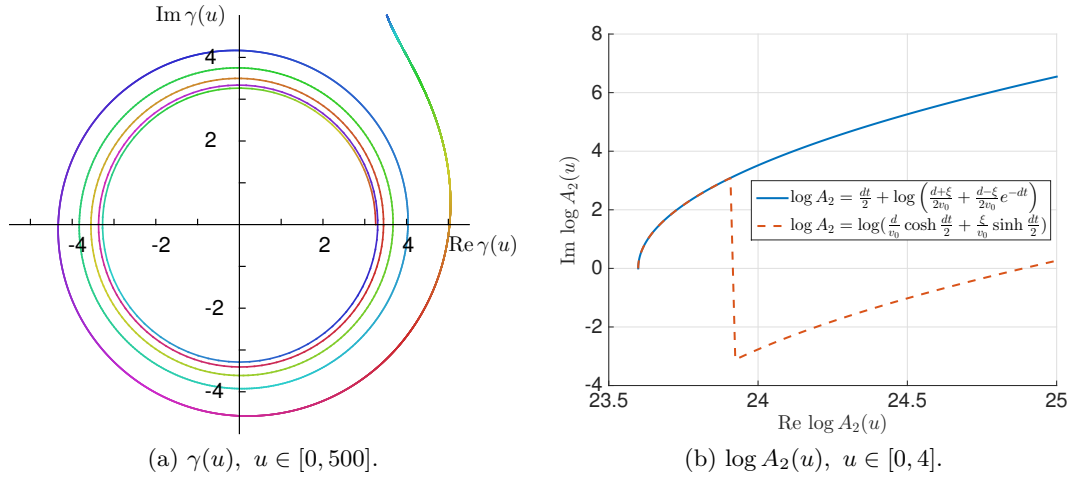 Im γ(u)
4
2
-4 -2 2 4
Re γ(u)
-2
-4
(a) γ(u), u ∈ [0, 500].
8
6
4
2
0
-2
-4
Im log A₂(u)
log A₂ = dt/2 + log((d+ξ)/(2v₀) + (d−ξ)/(2v₀) e^{−dt})
log A₂ = log(d/v₀ cosh dt/2 + ξ/v₀ sinh dt/2)
23.5 24 24.5 25
Re log A₂(u)
(b) log A₂(u), u ∈ [0, 4].